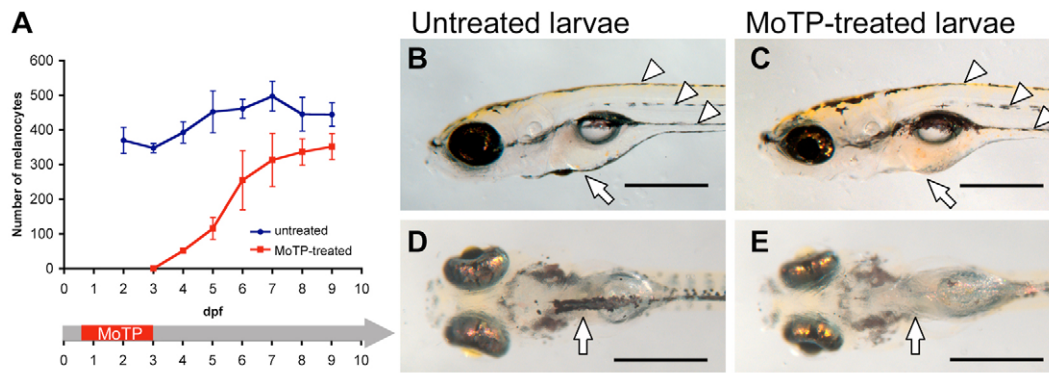 Untreated larvae
MoTP-treated larvae
A
B
C
D
E
600
500
400
300
200
100
0
Number of melanocytes
untreated
MoTP-treated
0 1 2 3 4 5 6 7 8 9 10
dpf
MoTP
0 1 2 3 4 5 6 7 8 9 10